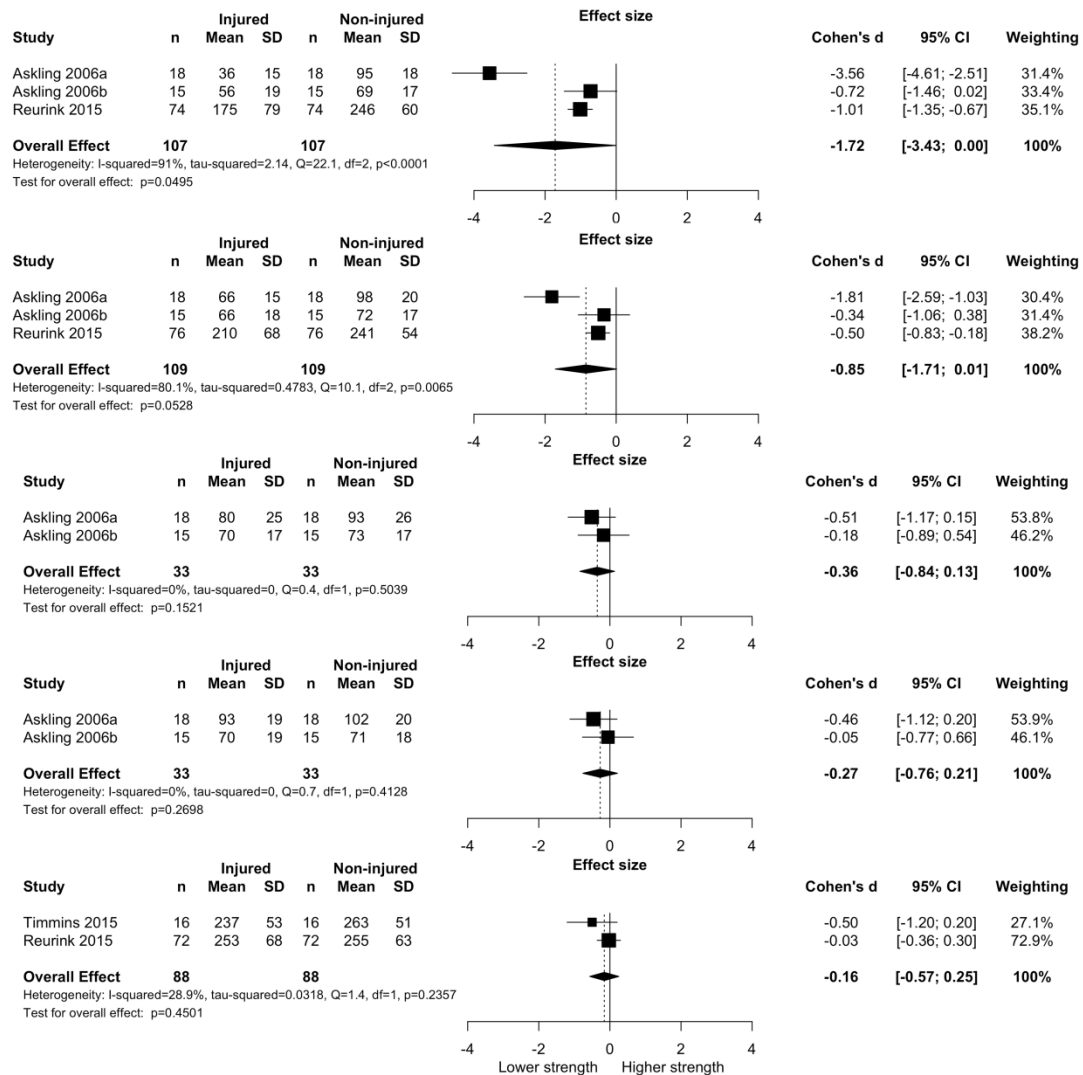 Injured Non-injured Effect size
Study n Mean SD n Mean SD Cohen's d 95% CI Weighting
Askling 2006a 18 36 15 18 95 18 -3.56 [-4.61; -2.51] 31.4%
Askling 2006b 15 56 19 15 69 17 -0.72 [-1.46; 0.02] 33.4%
Reurink 2015 74 175 79 74 246 60 -1.01 [-1.35; -0.67] 35.1%
Overall Effect 107 107 -1.72 [-3.43; 0.00] 100%
Heterogeneity: I-squared=91%, tau-squared=2.14, Q=22.1, df=2, p<0.0001
Test for overall effect: p=0.0495
-4 -2 0 2 4
Injured Non-injured Effect size
Study n Mean SD n Mean SD Cohen's d 95% CI Weighting
Askling 2006a 18 66 15 18 98 20 -1.81 [-2.59; -1.03] 30.4%
Askling 2006b 15 66 18 15 72 17 -0.34 [-1.06; 0.38] 31.4%
Reurink 2015 76 210 68 76 241 54 -0.50 [-0.83; -0.18] 38.2%
Overall Effect 109 109 -0.85 [-1.71; 0.01] 100%
Heterogeneity: I-squared=80.1%, tau-squared=0.4783, Q=10.1, df=2, p=0.0065
Test for overall effect: p=0.0528
-4 -2 0 2 4
Injured Non-injured Effect size
Study n Mean SD n Mean SD Cohen's d 95% CI Weighting
Askling 2006a 18 80 25 18 93 26 -0.51 [-1.17; 0.15] 53.8%
Askling 2006b 15 70 17 15 73 17 -0.18 [-0.89; 0.54] 46.2%
Overall Effect 33 33 -0.36 [-0.84; 0.13] 100%
Heterogeneity: I-squared=0%, tau-squared=0, Q=0.4, df=1, p=0.5039
Test for overall effect: p=0.1521
-4 -2 0 2 4
Injured Non-injured Effect size
Study n Mean SD n Mean SD Cohen's d 95% CI Weighting
Askling 2006a 18 93 19 18 102 20 -0.46 [-1.12; 0.20] 53.9%
Askling 2006b 15 70 19 15 71 18 -0.05 [-0.77; 0.66] 46.1%
Overall Effect 33 33 -0.27 [-0.76; 0.21] 100%
Heterogeneity: I-squared=0%, tau-squared=0, Q=0.7, df=1, p=0.4128
Test for overall effect: p=0.2698
-4 -2 0 2 4
Injured Non-injured Effect size
Study n Mean SD n Mean SD Cohen's d 95% CI Weighting
Timmins 2015 16 237 53 16 263 51 -0.50 [-1.20; 0.20] 27.1%
Reurink 2015 72 253 68 72 255 63 -0.03 [-0.36; 0.30] 72.9%
Overall Effect 88 88 -0.16 [-0.57; 0.25] 100%
Heterogeneity: I-squared=28.9%, tau-squared=0.0318, Q=1.4, df=1, p=0.2357
Test for overall effect: p=0.4501
-4 -2 0 2 4
Lower strength Higher strength